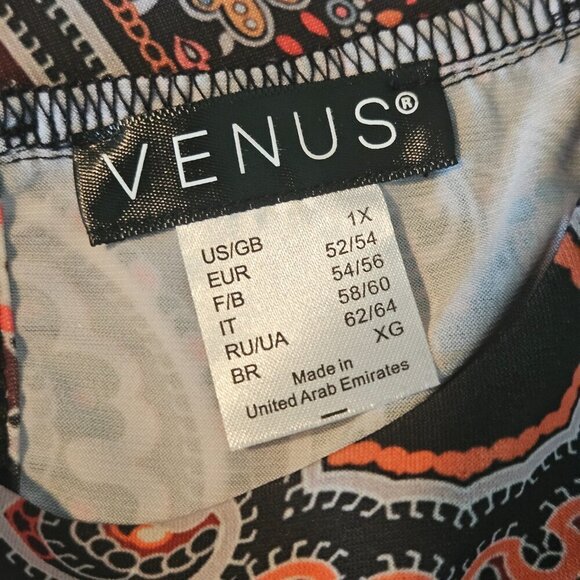 VENUS®
US/GB 1X
EUR 52/54
F/B 54/56
IT 58/60
RU/UA 62/64
BR XG
Made in
United Arab Emirates